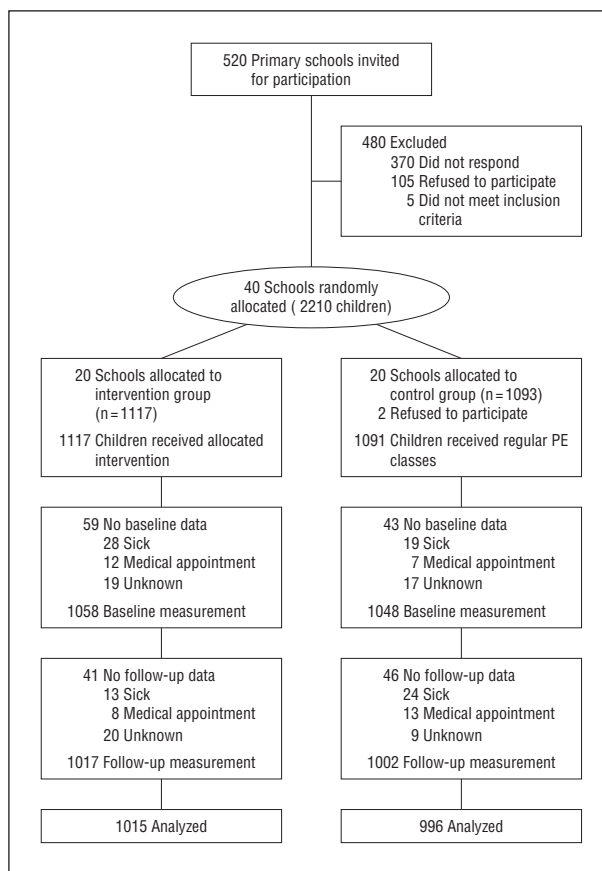 520 Primary schools invited
for participation
480 Excluded
370 Did not respond
105 Refused to participate
5 Did not meet inclusion
criteria
40 Schools randomly
allocated ( 2210 children)
20 Schools allocated to
intervention group
(n = 1117)
1117 Children received allocated
intervention
20 Schools allocated to
control group (n = 1093)
2 Refused to participate
1091 Children received regular PE
classes
59 No baseline data
28 Sick
12 Medical appointment
19 Unknown
1058 Baseline measurement
43 No baseline data
19 Sick
7 Medical appointment
17 Unknown
1048 Baseline measurement
41 No follow-up data
13 Sick
8 Medical appointment
20 Unknown
1017 Follow-up measurement
46 No follow-up data
24 Sick
13 Medical appointment
9 Unknown
1002 Follow-up measurement
1015 Analyzed
996 Analyzed